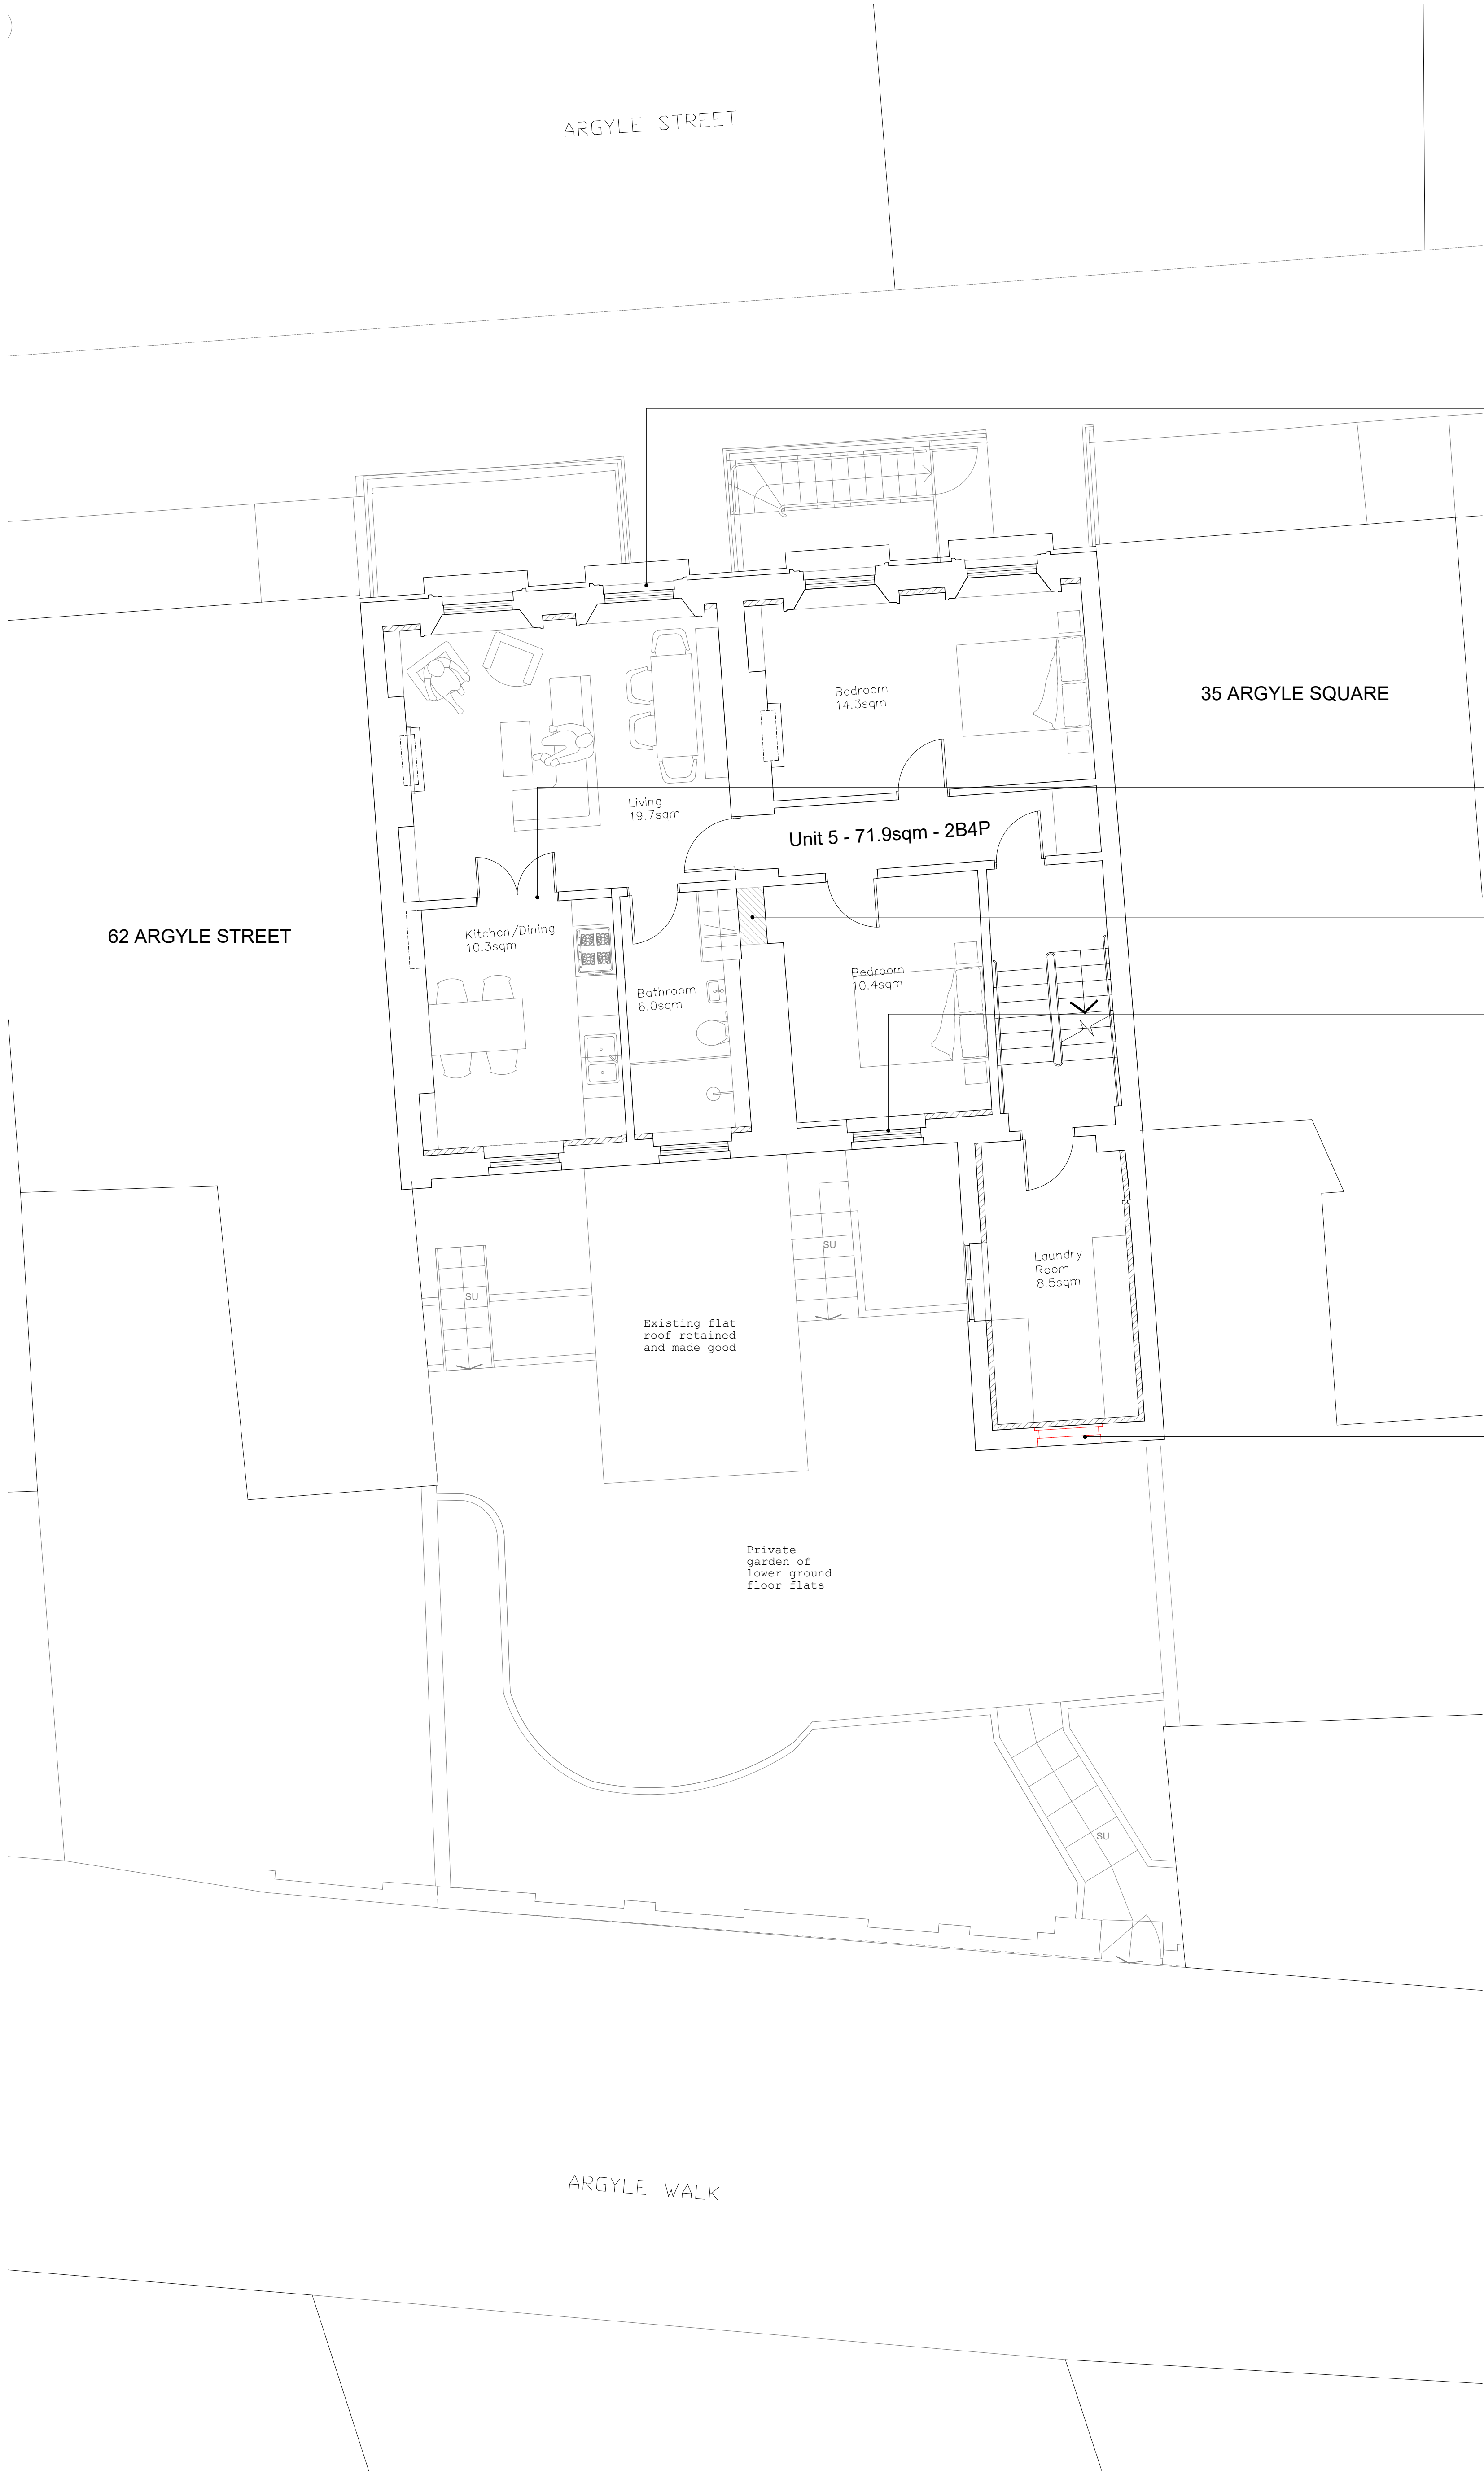 ARGYLE STREET
Bedroom
14.3sqm
35 ARGYLE SQUARE
Living
19.7sqm
Unit 5 - 71.9sqm - 2B4P
62 ARGYLE STREET
Kitchen/Dining
10.3sqm
Bathroom
6.0sqm
Bedroom
10.4sqm
SU
SU
Laundry
Room
8.5sqm
Existing flat
roof retained
and made good
Private
garden of
lower ground
floor flats
SU
ARGYLE WALK